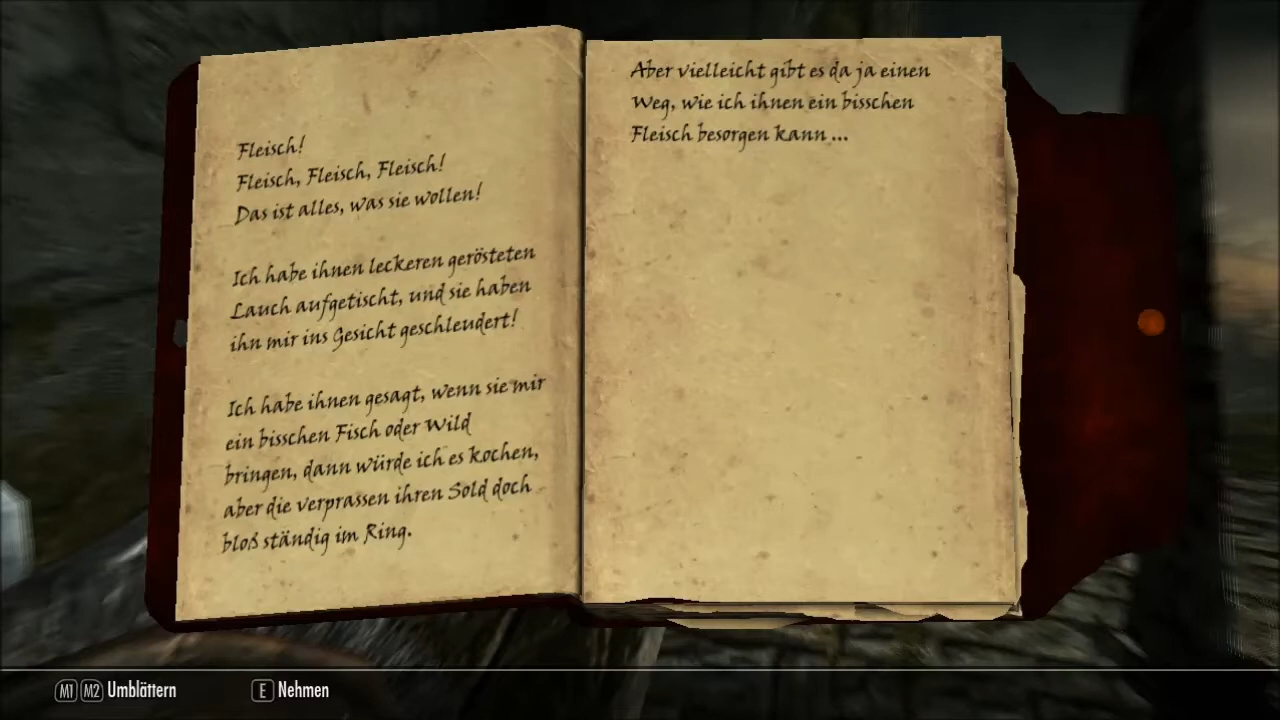 Fleisch!
Fleisch, Fleisch, Fleisch!
Das ist alles, was sie wollen!
Ich habe ihnen leckeren gerösteten
Lauch aufgetischt, und sie haben
ihn mir ins Gesicht geschleudert!
Ich habe ihnen gesagt, wenn sie mir
ein bisschen Fisch oder Wild
bringen, dann würde ich es kochen,
aber die verprassen ihren Sold doch
bloß ständig im Ring.
Aber vielleicht gibt es da ja einen
Weg, wie ich ihnen ein bisschen
Fleisch besorgen kann ...
M1 M2 Umblättern
E Nehmen